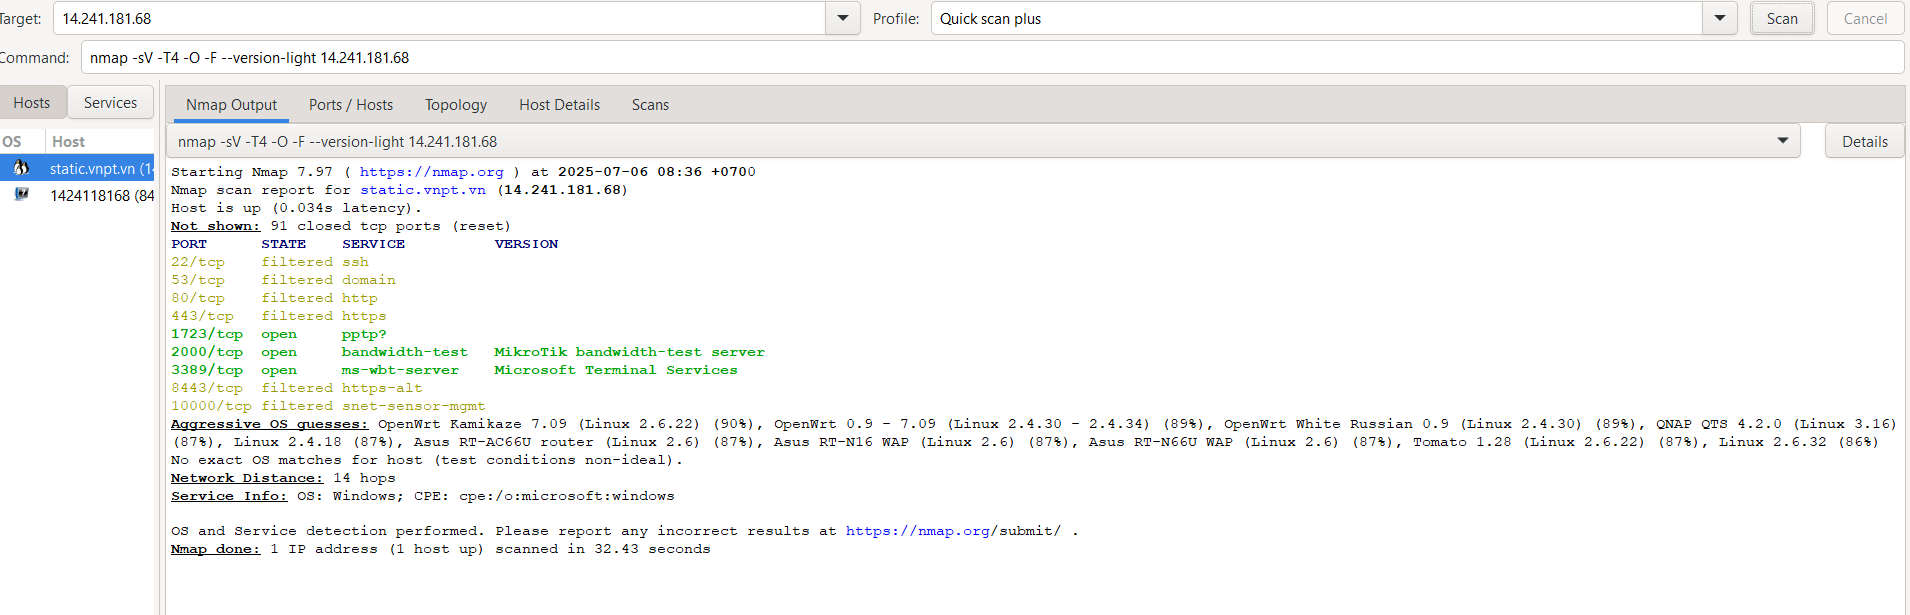 Target: 14.241.181.68 Profile: Quick scan plus Scan Cancel
Command: nmap -sV -T4 -O -F --version-light 14.241.181.68
Hosts Services Nmap Output Ports / Hosts Topology Host Details Scans
OS Host nmap -sV -T4 -O -F --version-light 14.241.181.68 Details
static.vnpt.vn (14
1424118168 (84
Starting Nmap 7.97 ( https://nmap.org ) at 2025-07-06 08:36 +0700
Nmap scan report for static.vnpt.vn (14.241.181.68)
Host is up (0.034s latency).
Not shown: 91 closed tcp ports (reset)
PORT STATE SERVICE VERSION
22/tcp filtered ssh
53/tcp filtered domain
80/tcp filtered http
443/tcp filtered https
1723/tcp open pptp?
2000/tcp open bandwidth-test MikroTik bandwidth-test server
3389/tcp open ms-wbt-server Microsoft Terminal Services
8443/tcp filtered https-alt
10000/tcp filtered snet-sensor-mgmt
Aggressive OS guesses: OpenWrt Kamikaze 7.09 (Linux 2.6.22) (90%), OpenWrt 0.9 - 7.09 (Linux 2.4.30 - 2.4.34) (89%), OpenWrt White Russian 0.9 (Linux 2.4.30) (89%), QNAP QTS 4.2.0 (Linux 3.16)
(87%), Linux 2.4.18 (87%), Asus RT-AC66U router (Linux 2.6) (87%), Asus RT-N16 WAP (Linux 2.6) (87%), Asus RT-N66U WAP (Linux 2.6) (87%), Tomato 1.28 (Linux 2.6.22) (87%), Linux 2.6.32 (86%)
No exact OS matches for host (test conditions non-ideal).
Network Distance: 14 hops
Service Info: OS: Windows; CPE: cpe:/o:microsoft:windows
OS and Service detection performed. Please report any incorrect results at https://nmap.org/submit/ .
Nmap done: 1 IP address (1 host up) scanned in 32.43 seconds